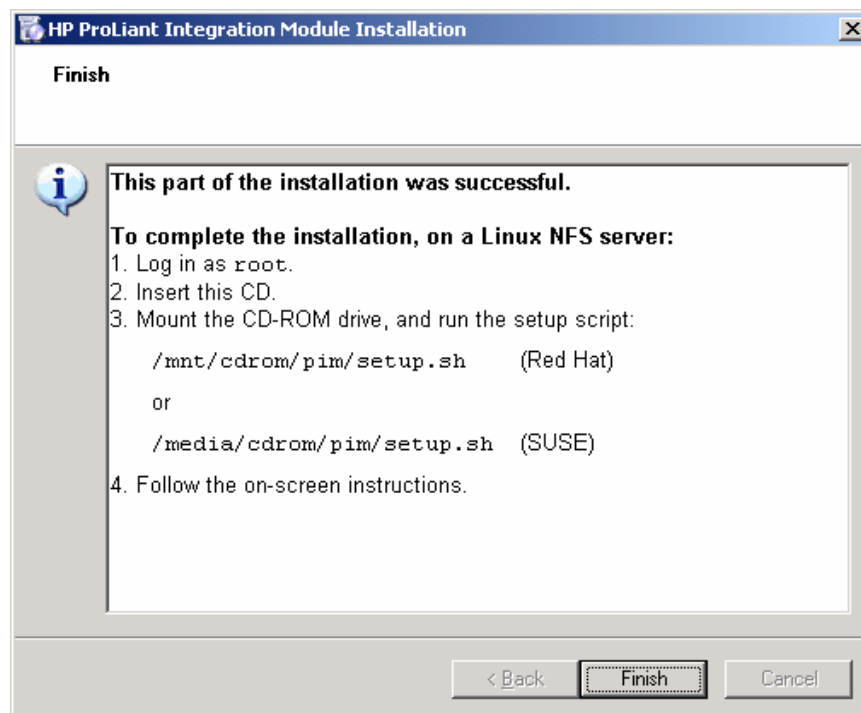 HP ProLiant Integration Module Installation
Finish
This part of the installation was successful.
To complete the installation, on a Linux NFS server:
1. Log in as root.
2. Insert this CD.
3. Mount the CD-ROM drive, and run the setup script:
/mnt/cdrom/pim/setup.sh (Red Hat)
or
/media/cdrom/pim/setup.sh (SUSE)
4. Follow the on-screen instructions.
< Back Finish Cancel